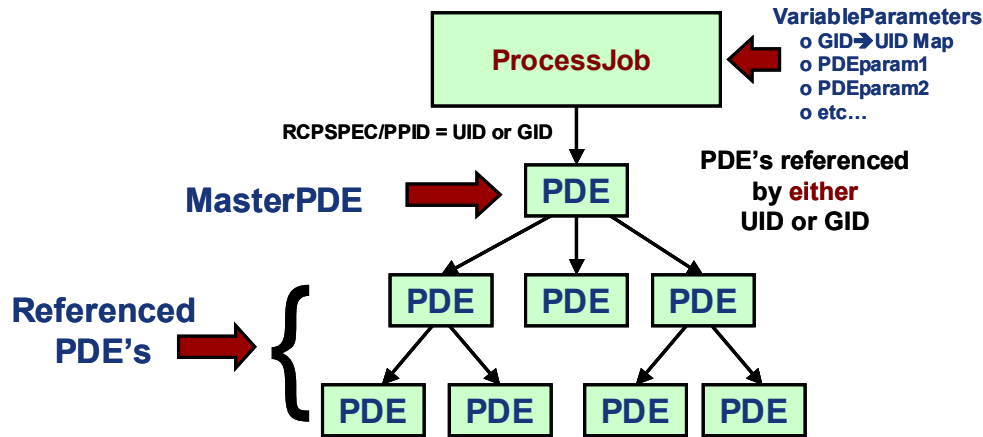 VariableParameters
o GID➔UID Map
o PDEparam1
o PDEparam2
o etc…
ProcessJob
RCPSPEC/PPID = UID or GID
PDE's referenced
by either
UID or GID
MasterPDE
PDE
PDE
PDE
PDE
Referenced
PDE's
PDE
PDE
PDE
PDE